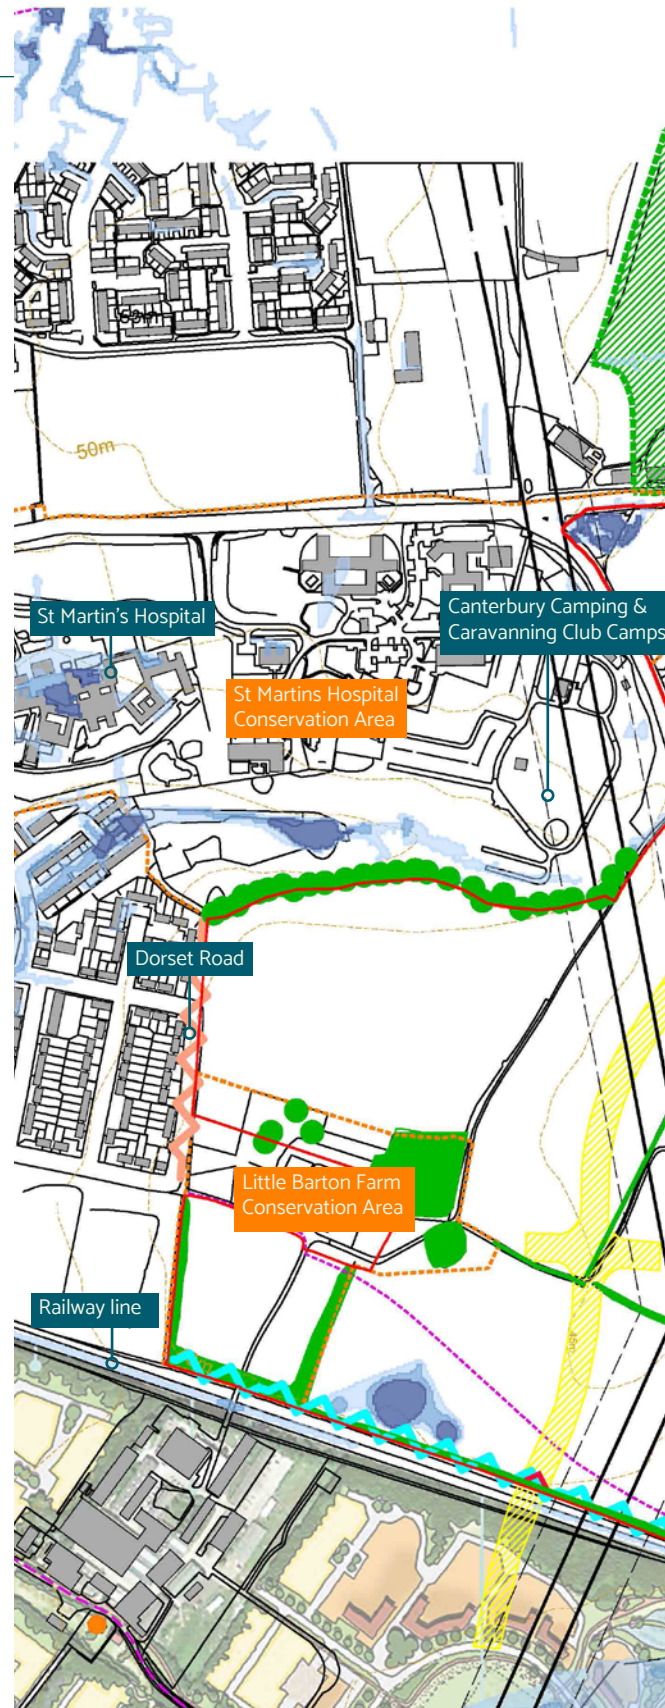 53m
50m
St Martin's Hospital
Canterbury Camping &
Caravanning Club Camps
St Martins Hospital
Conservation Area
Dorset Road
Little Barton Farm
Conservation Area
Railway line